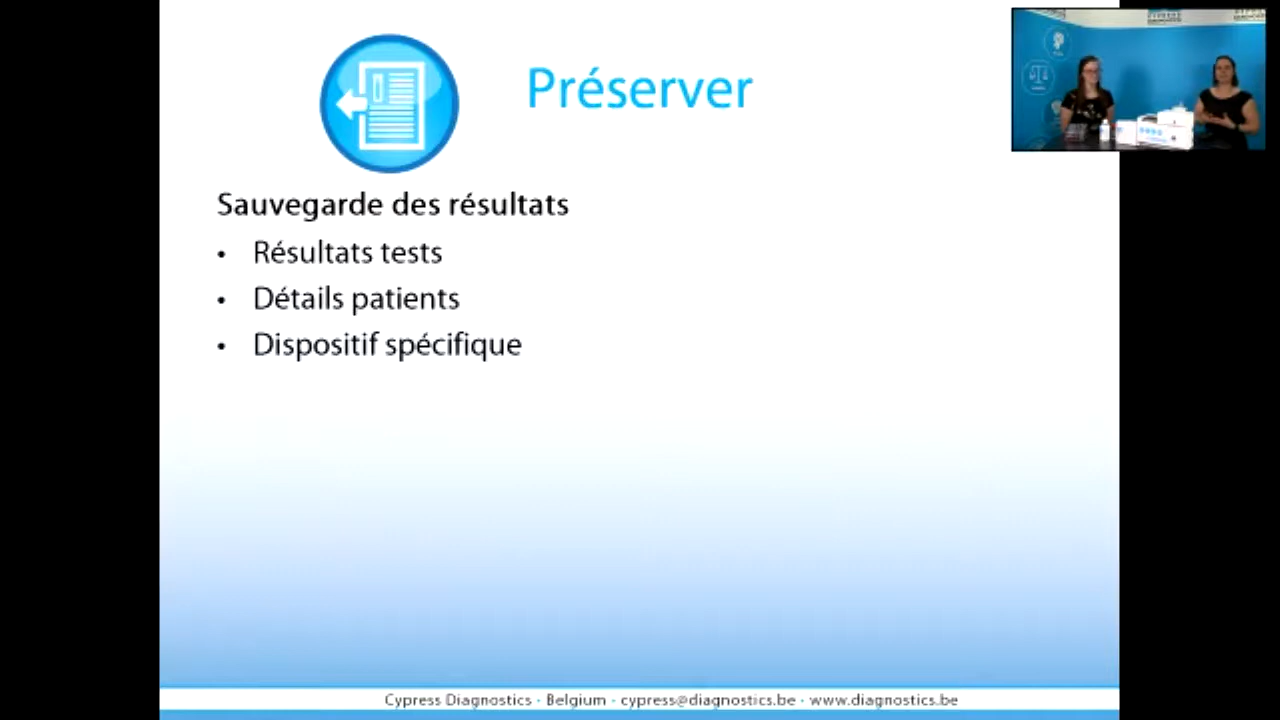 Préserver
Sauvegarde des résultats
• Résultats tests
• Détails patients
• Dispositif spécifique
Cypress Diagnostics · Belgium · cypress@diagnostics.be · www.diagnostics.be